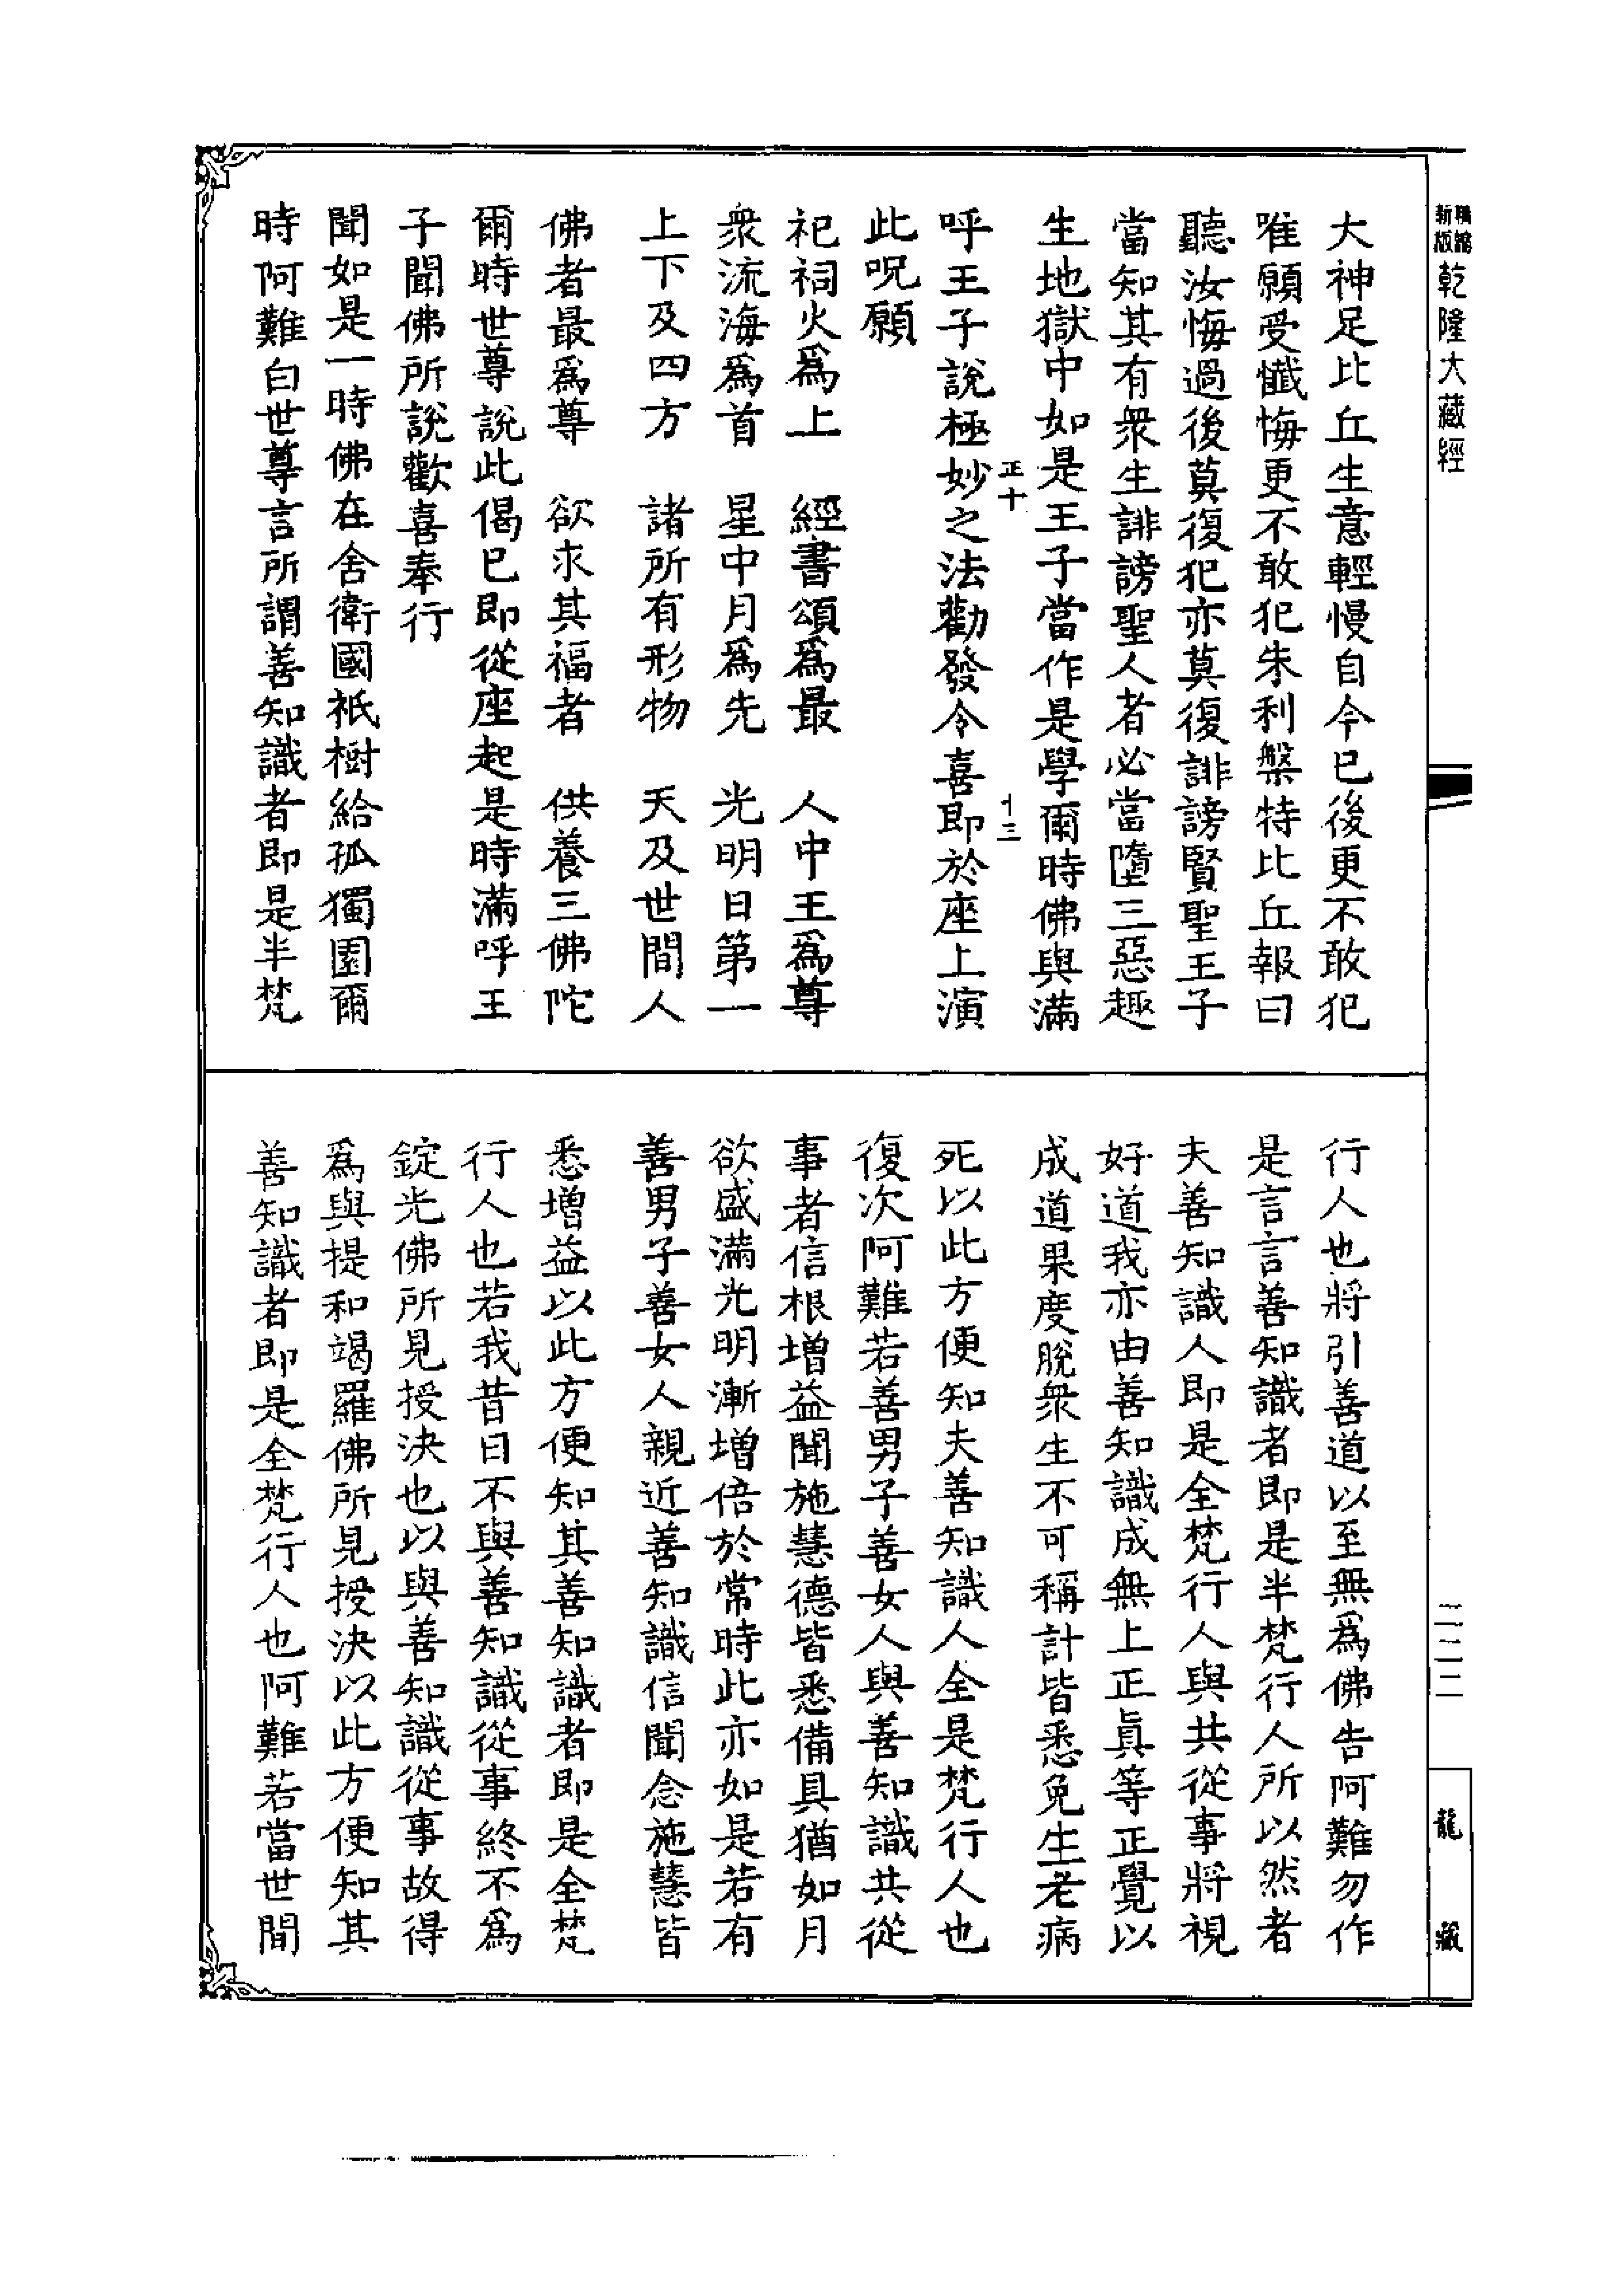 新版 乾隆大藏經
大神足比丘生意輕慢自今已後更不敢犯
唯願受懺悔更不敢犯朱利槃特比丘報曰
聽汝悔過後莫復犯亦莫復誹謗賢聖王子
當知其有衆生誹謗聖人者必當墮三惡趣
生地獄中如是王子當作是學爾時佛與滿
正十
十三
呼王子說極妙之法勸發令喜即於座上演
此呪願
祀祠火爲上 經書頌爲最 人中王爲尊
衆流海爲首 星中月爲先 光明日第一
上下及四方 諸所有形物 天及世間人
佛者最爲尊 欲求其福者 供養三佛陀
爾時世尊說此偈已即從座起是時滿呼王
子聞佛所說歡喜奉行
聞如是一時佛在舍衛國祇樹給孤獨園爾
時阿難白世尊言所謂善知識者即是半梵
行人也將引善道以至無爲佛告阿難勿作
是言言善知識者即是半梵行人所以然者
夫善知識人即是全梵行人與共從事將視
好道我亦由善知識成無上正眞等正覺以
成道果度脫衆生不可稱計皆悉免生老病
死以此方便知夫善知識人全是梵行人也
復次阿難若善男子善女人與善知識共從
事者信根增益聞施慧德皆悉備具猶如月
欲盛滿光明漸增倍於常時此亦如是若有
善男子善女人親近善知識信聞念施慧皆
悉增益以此方便知其善知識者即是全梵
行人也若我昔日不與善知識從事終不爲
錠光佛所見授決也以與善知識從事故得
爲與提和竭羅佛所見授決以此方便知其
善知識者即是全梵行人也阿難若當世間
二二二
龍藏